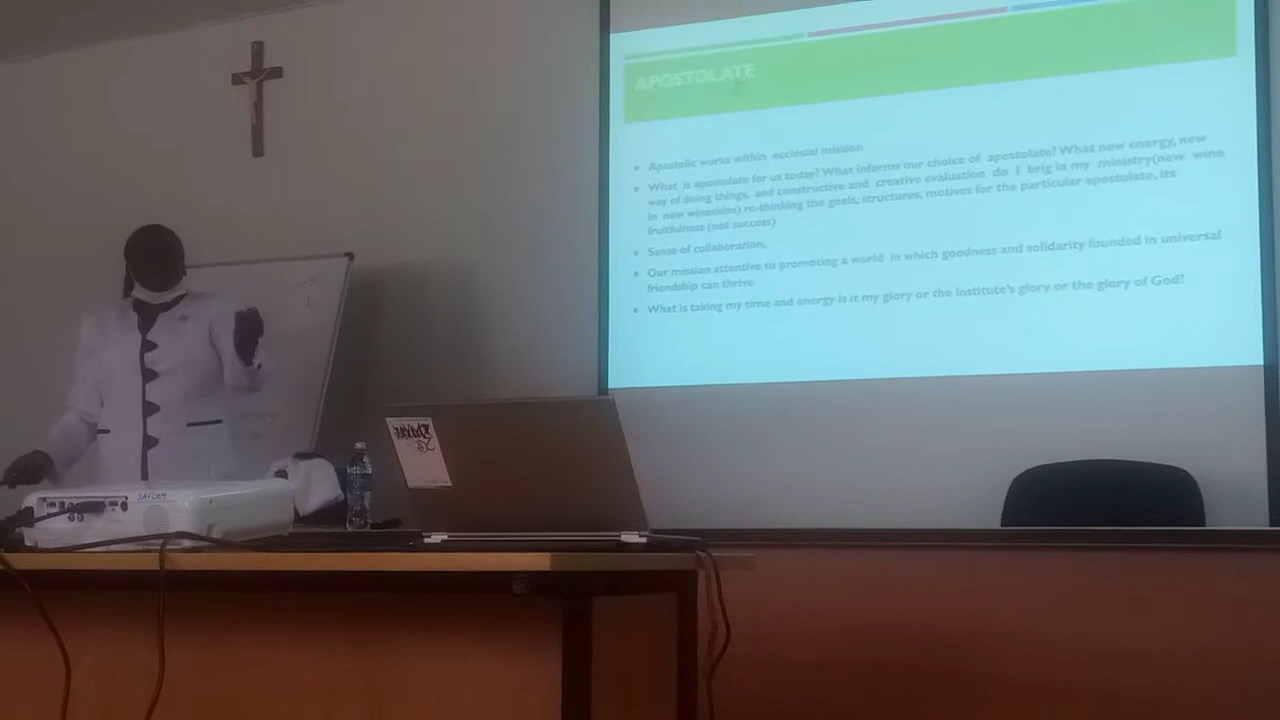 APOSTOLATE
Apostolic works within ecclesial mission
What is apostolate for us today? What informs our choice of apostolate? What new energy, new
way of doing things, and constructive and creative evaluation do I brig in my ministry(new wine
in new wineskins) re-thinking the goals, structures, motives for the particular apostolate, its
fruitfulness (not success)
Sense of collaboration,
Our mission attentive to promoting a world in which goodness and solidarity founded in universal
friendship can thrive
What is taking my time and energy is it my glory or the Institute's glory or the glory of God?